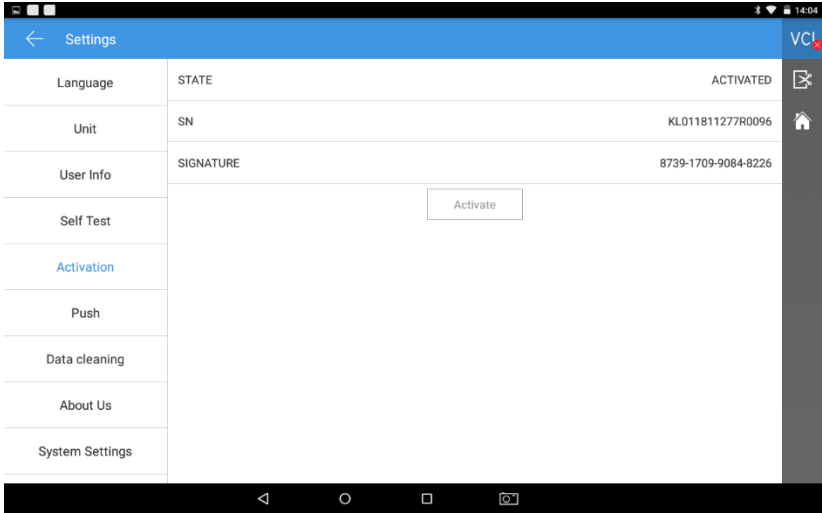 14:04
Settings
VCI
Language
STATE ACTIVATED
Unit
SN KL011811277R0096
User Info
SIGNATURE 8739-1709-9084-8226
Activate
Self Test
Activation
Push
Data cleaning
About Us
System Settings